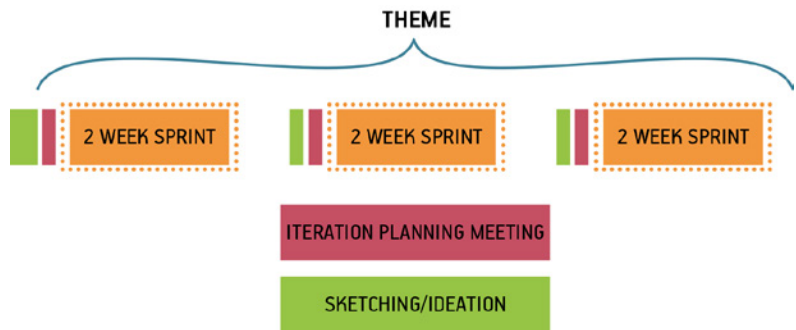 THEME
2 WEEK SPRINT
2 WEEK SPRINT
2 WEEK SPRINT
ITERATION PLANNING MEETING
SKETCHING/IDEATION